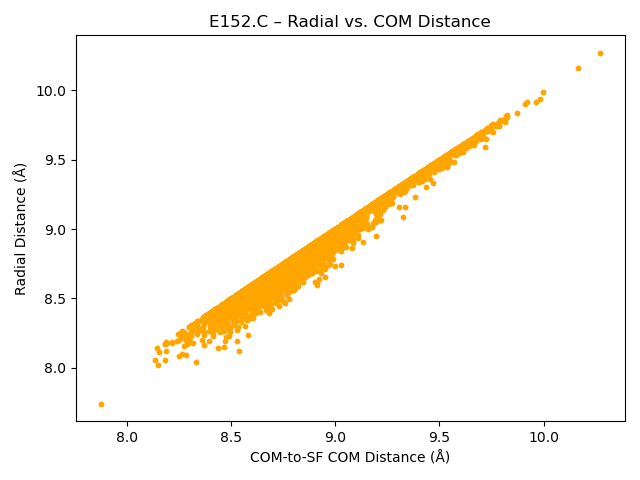 E152.C – Radial vs. COM Distance
Radial Distance (Å)
10.0
9.5
9.0
8.5
8.0
8.0 8.5 9.0 9.5 10.0
COM-to-SF COM Distance (Å)